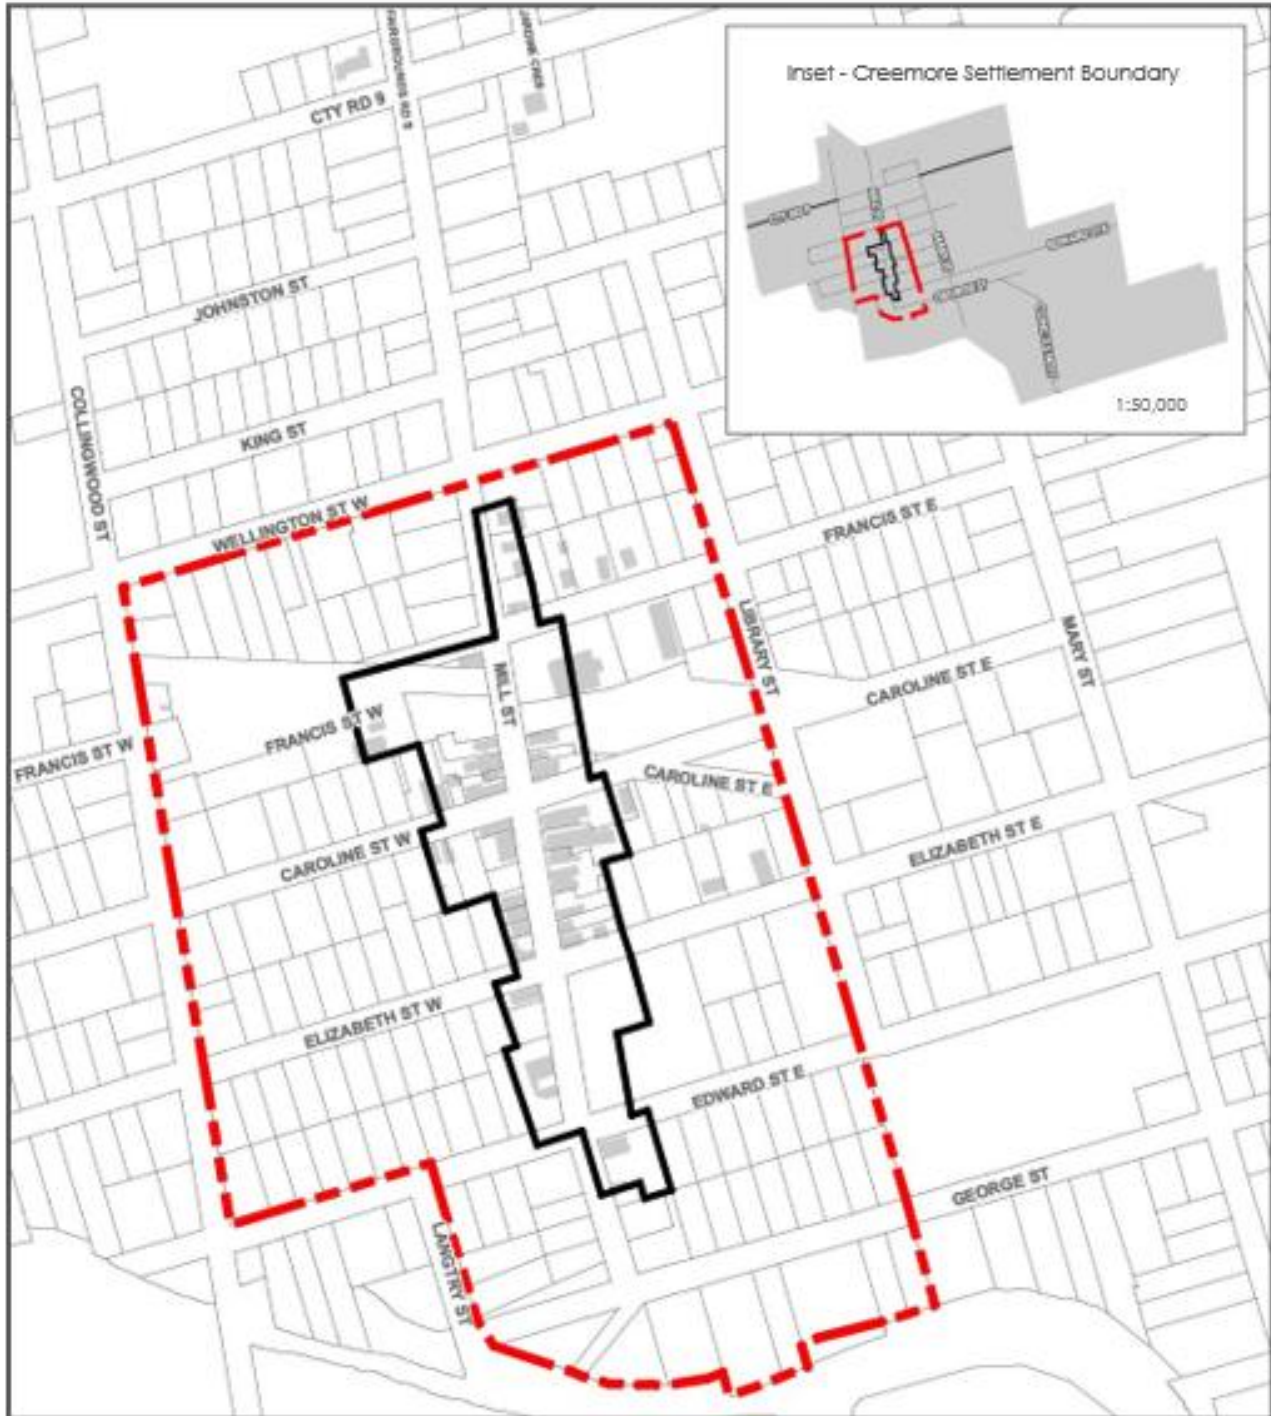 Inset - Creemore Settlement Boundary
1:50,000
CTY RD 9
JOHNSTON ST
COLLINGWOOD ST
KING ST
WELLINGTON ST W
FRANCIS ST E
LIBRARY ST
MARY ST
MILL ST
CAROLINE ST E
FRANCIS ST W
FRANCIS ST W
CAROLINE ST E
CAROLINE ST W
ELIZABETH ST E
ELIZABETH ST W
EDWARD ST E
GEORGE ST
LANGTRY ST